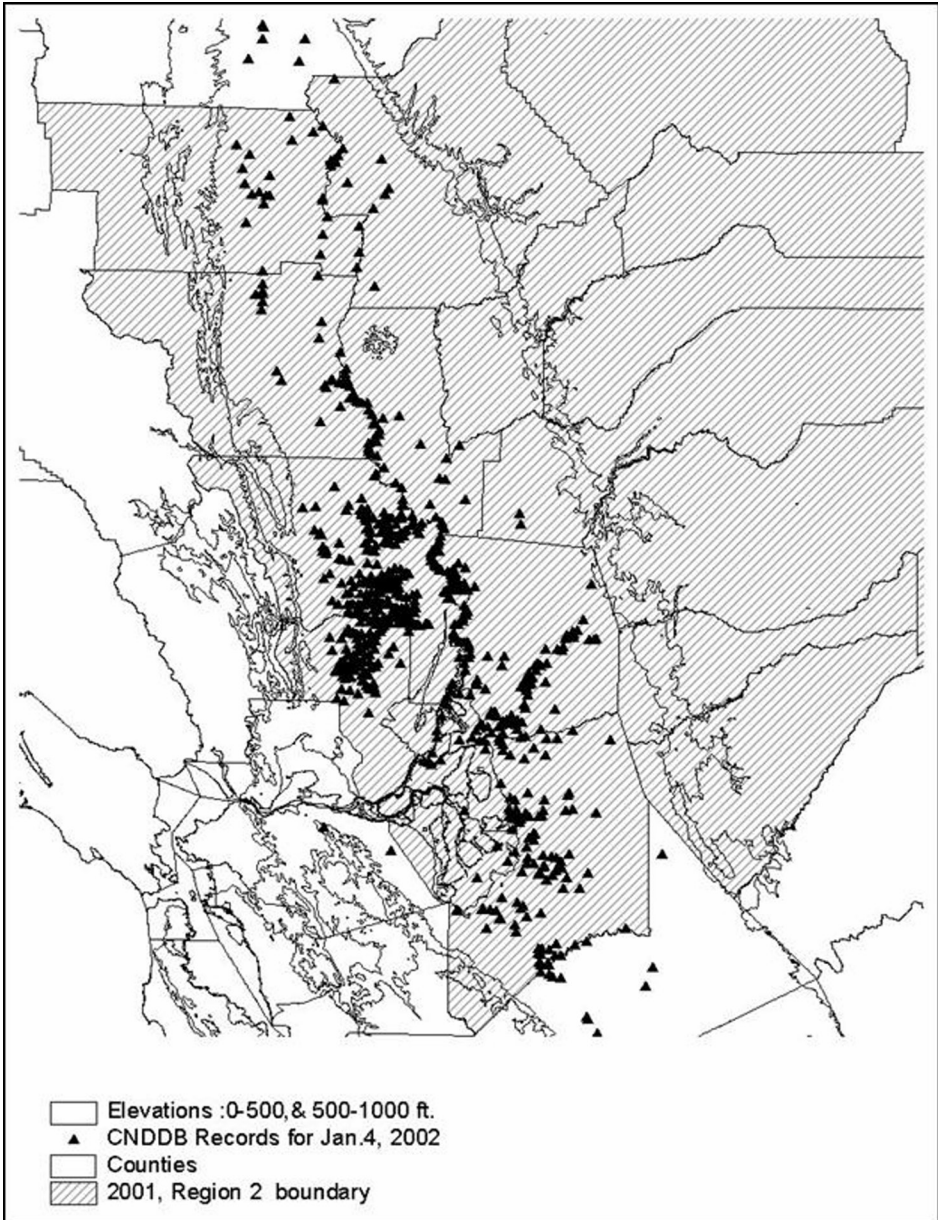 Elevations :0-500,& 500-1000 ft.
CNDDB Records for Jan.4, 2002
Counties
2001, Region 2 boundary